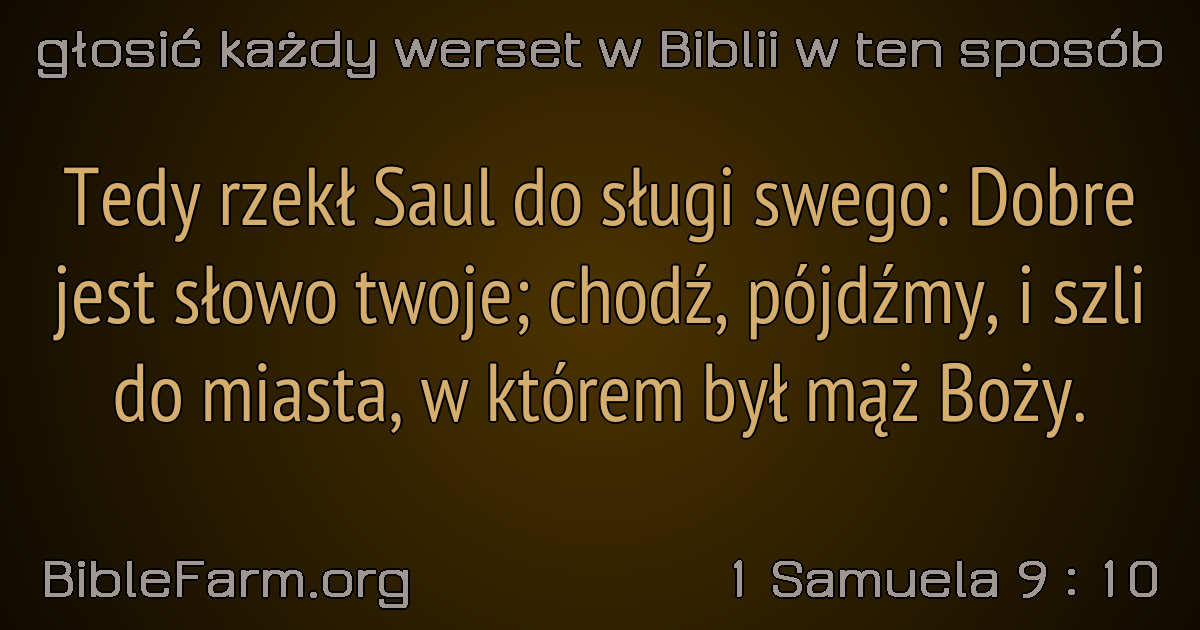 głosić każdy werset w Biblii w ten sposób
Tedy rzekł Saul do sługi swego: Dobre
jest słowo twoje; chodź, pójdźmy, i szli
do miasta, w którem był mąż Boży.
BibleFarm.org
1 Samuela 9 : 10